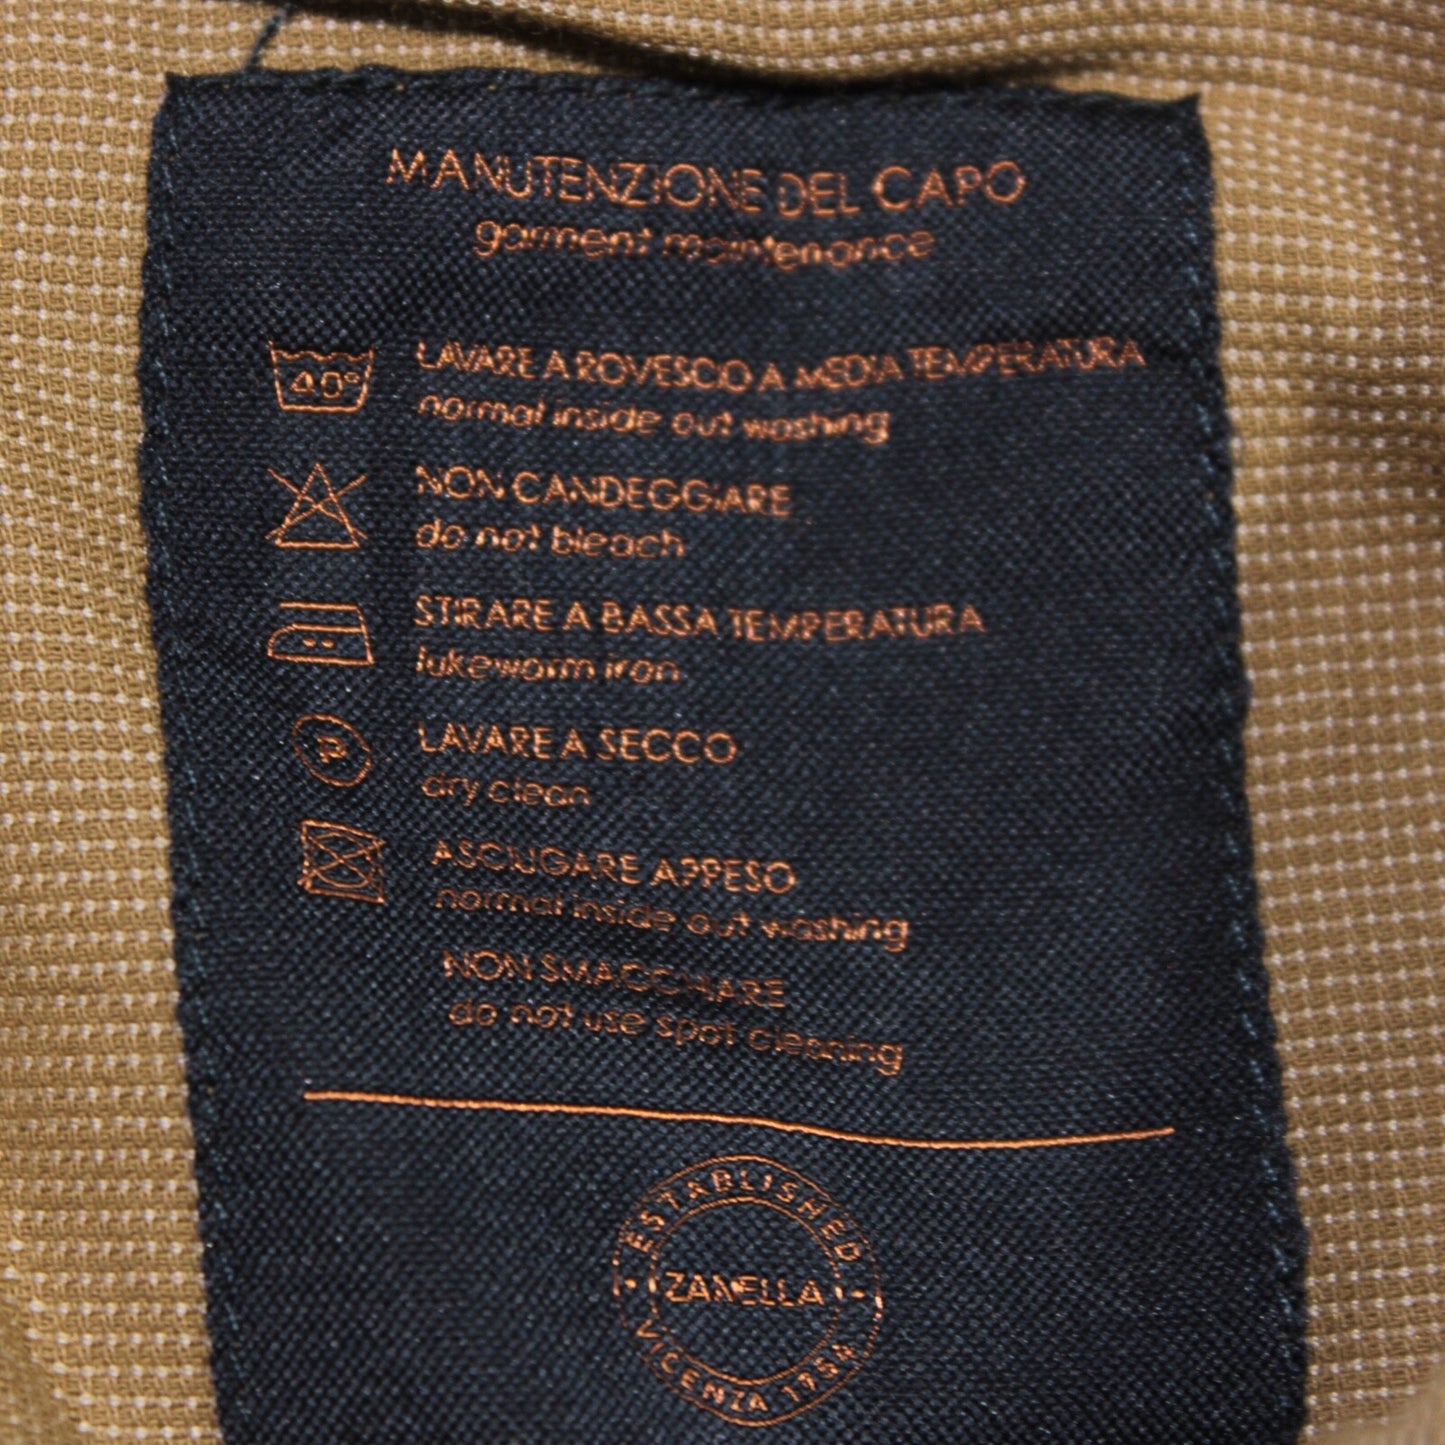 MANUTENZIONE DEL CAPO
garment maintenance
40°
LAVARE A ROVESCIO A MEDIA TEMPERATURA
normal inside out washing
NON CANDEGGIARE
do not bleach
STIRARE A BASSA TEMPERATURA
lukewarm iron
P
LAVARE A SECCO
dry clean
ASCIUGARE APPESO
normal inside out washing
NON SMACCHIARE
do not use spot cleaning
ESTABLISHED
ZANELLA
VICENZA 1954